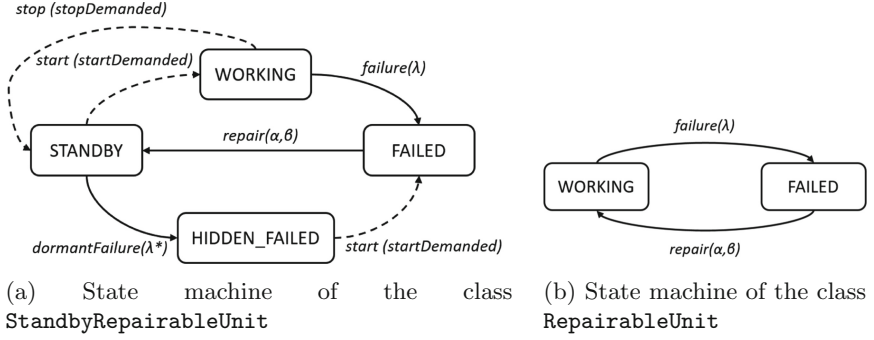 stop (stopDemanded)
start (startDemanded)
WORKING
failure(λ)
repair(α,β)
STANDBY
FAILED
HIDDEN_FAILED
dormantFailure(λ*)
start (startDemanded)
(a) State machine of the class
StandbyRepairableUnit
failure(λ)
WORKING
FAILED
repair(α,β)
(b) State machine of the class
RepairableUnit